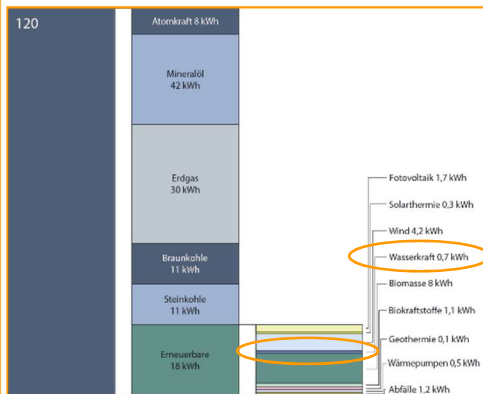 120
Atomkraft 8 kWh
Mineralöl
42 kWh
Erdgas
30 kWh
Braunkohle
11 kWh
Steinkohle
11 kWh
Erneuerbare
18 kWh
Fotovoltaik 1,7 kWh
Solarthermie 0,3 kWh
Wind 4,2 kWh
Wasserkraft 0,7 kWh
Biomasse 8 kWh
Biokraftstoffe 1,1 kWh
Geothermie 0,1 kWh
Wärmepumpen 0,5 kWh
Abfälle 1,2 kWh